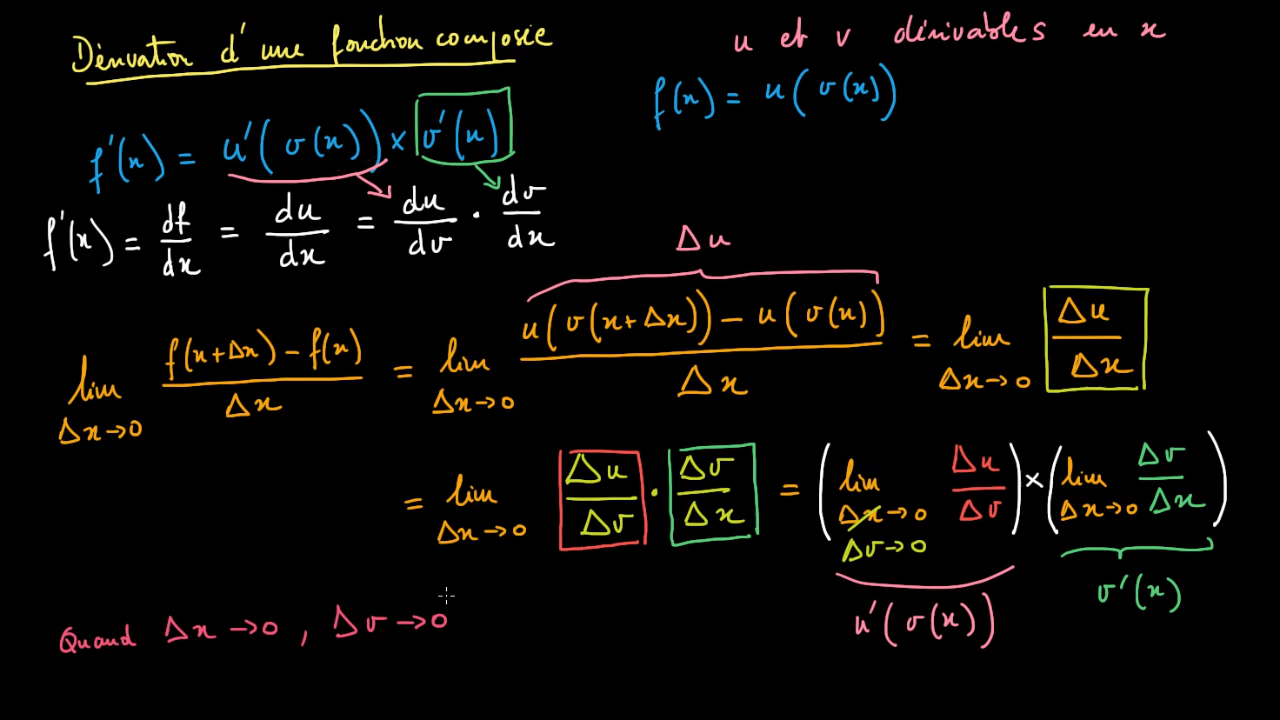 Dérivation d'une fonction composée
u et v dérivables en x
f(x) = u(v(x))
f'(x) = u'(v(x)) × v'(x)
f'(x) = df/dx = du/dx = du/dv · dv/dx
Δu
lim Δx→0 (f(x+Δx) − f(x))/Δx = lim Δx→0 (u(v(x+Δx)) − u(v(x)))/Δx = lim Δx→0 Δu/Δx
= lim Δx→0 Δu/Δv · Δv/Δx = (lim Δx→0 Δv→0 Δu/Δv) × (lim Δx→0 Δv/Δx)
u'(v(x)) v'(x)
Quand Δx→0, Δv→0